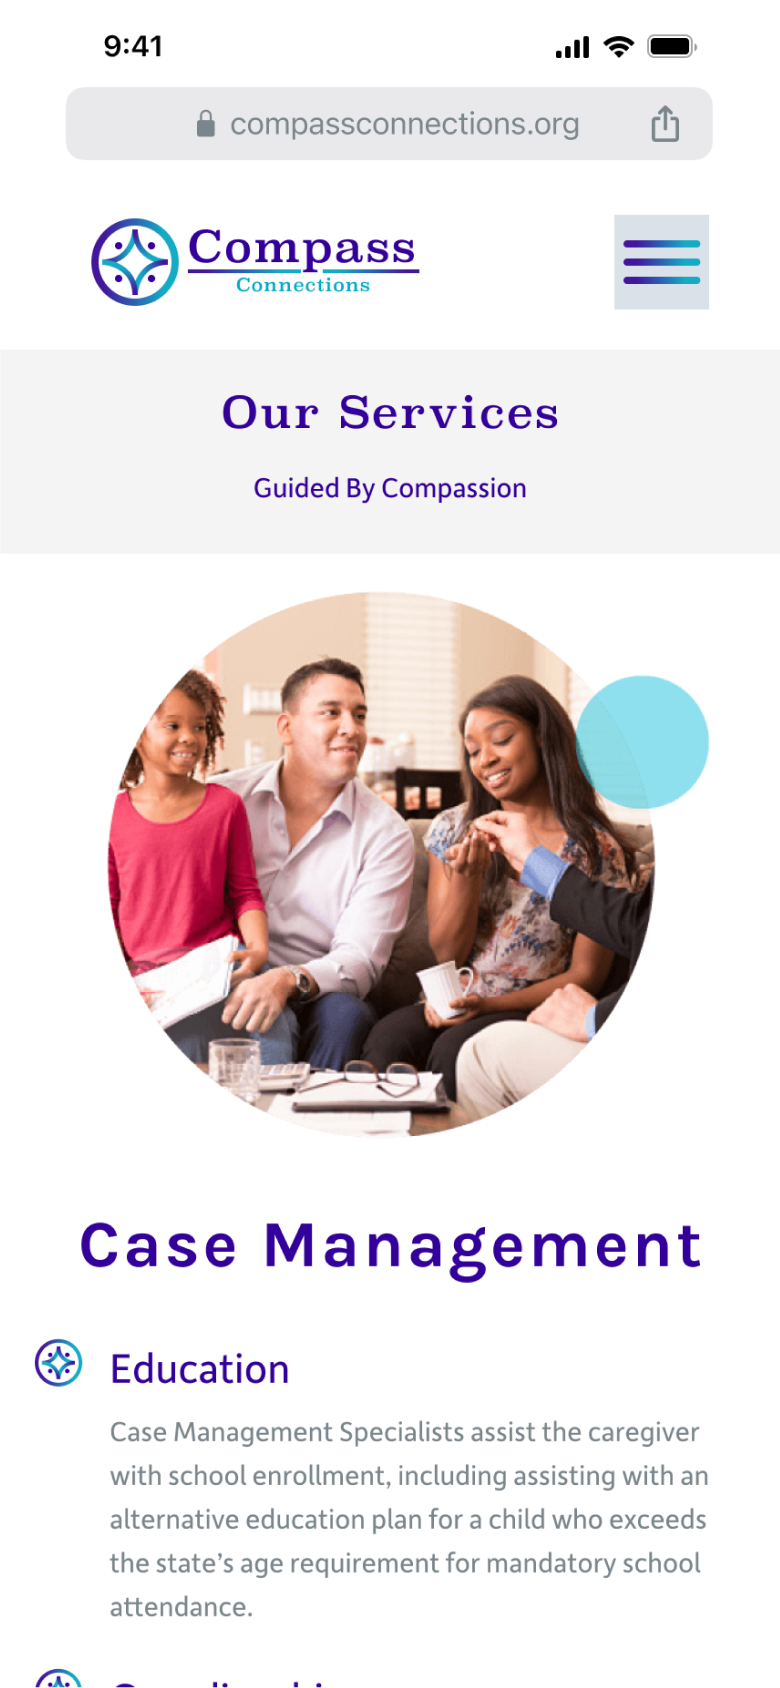 9:41
compassconnections.org
Compass
Connections
Our Services
Guided By Compassion
Case Management
Education
Case Management Specialists assist the caregiver
with school enrollment, including assisting with an
alternative education plan for a child who exceeds
the state’s age requirement for mandatory school
attendance.